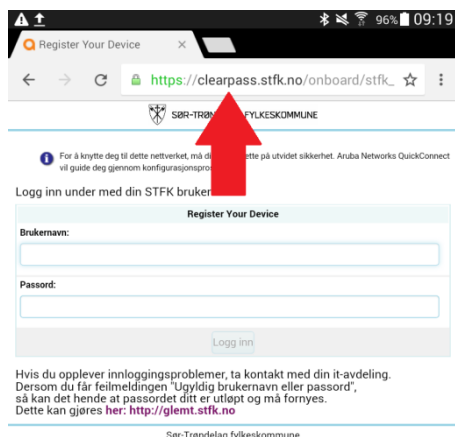 96% 09:19
Register Your Device
https://clearpass.stfk.no/onboard/stfk_
SØR-TRØN FYLKESKOMMUNE
For å knytte deg til dette nettverket, må di ette på utvidet sikkerhet. Aruba Networks QuickConnect
vil guide deg gjennom konfigurasjonspro
Logg inn under med din STFK bruker
Register Your Device
Brukernavn:
Passord:
Logg inn
Hvis du opplever innloggingsproblemer, ta kontakt med din it-avdeling.
Dersom du får feilmeldingen "Ugyldig brukernavn eller passord",
så kan det hende at passordet ditt er utløpt og må fornyes.
Dette kan gjøres her: http://glemt.stfk.no
Sør-Trøndelag fylkeskommune